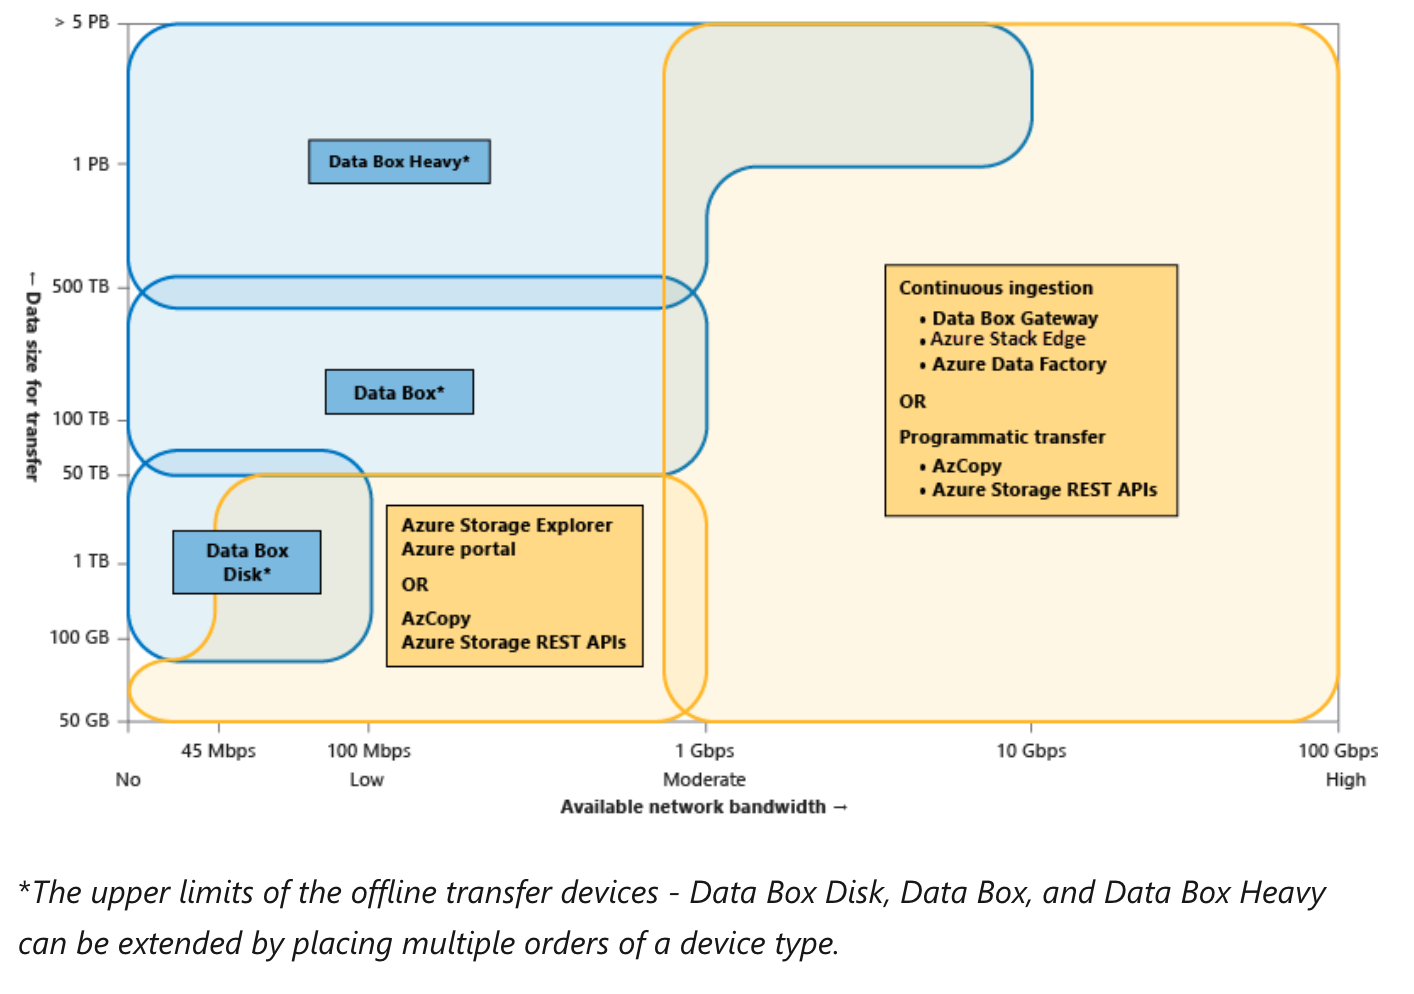 > 5 PB
1 PB
500 TB
100 TB
50 TB
1 TB
100 GB
50 GB
← Data size for transfer
Data Box Heavy*
Data Box*
Data Box
Disk*
Azure Storage Explorer
Azure portal
OR
AzCopy
Azure Storage REST APIs
Continuous ingestion
• Data Box Gateway
• Azure Stack Edge
• Azure Data Factory
OR
Programmatic transfer
• AzCopy
• Azure Storage REST APIs
45 Mbps
100 Mbps
1 Gbps
10 Gbps
100 Gbps
No
Low
Moderate
High
Available network bandwidth →
*The upper limits of the offline transfer devices - Data Box Disk, Data Box, and Data Box Heavy
can be extended by placing multiple orders of a device type.